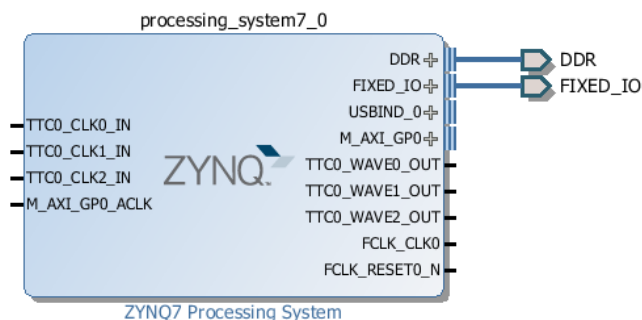 processing_system7_0
DDR
FIXED_IO
USBIND_0
M_AXI_GP0
TTC0_WAVE0_OUT
TTC0_WAVE1_OUT
TTC0_WAVE2_OUT
FCLK_CLK0
FCLK_RESET0_N
TTC0_CLK0_IN
TTC0_CLK1_IN
TTC0_CLK2_IN
M_AXI_GP0_ACLK
ZYNQ
DDR
FIXED_IO
ZYNQ7 Processing System